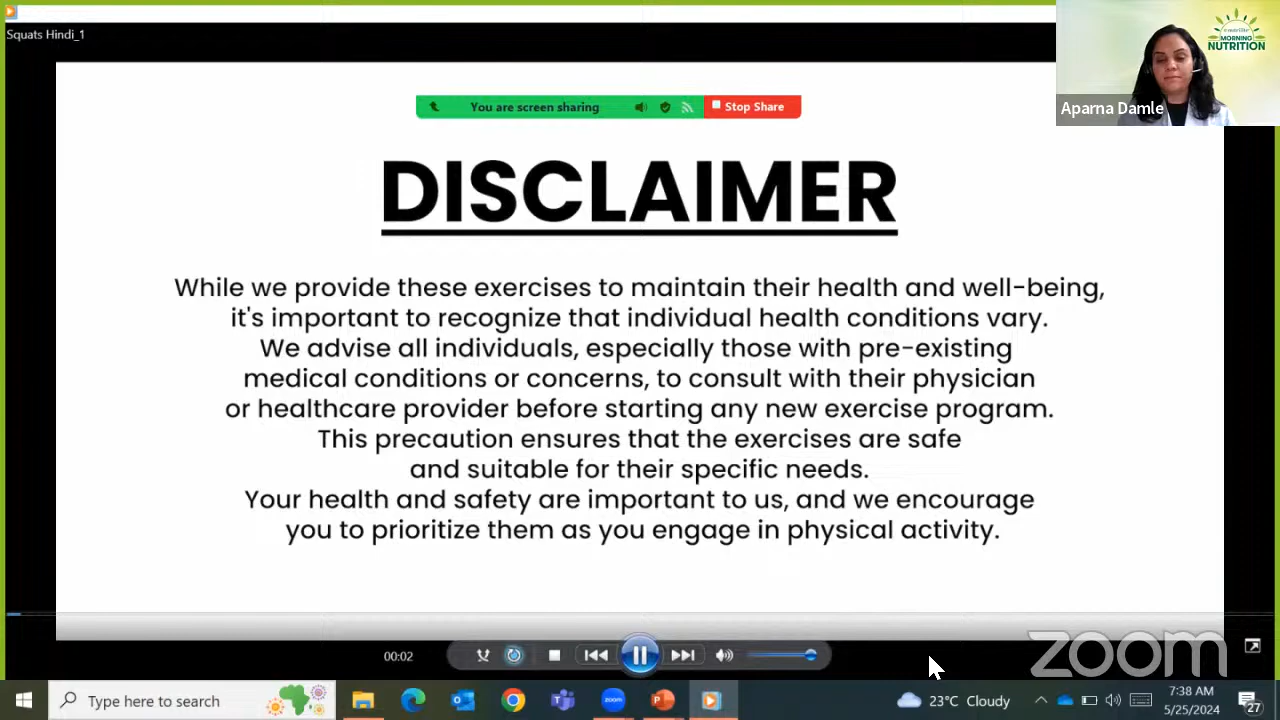 Squats Hindi_1
You are screen sharing
Stop Share
nutrilite
MORNING
NUTRITION
Aparna Damle
DISCLAIMER
While we provide these exercises to maintain their health and well-being,
it's important to recognize that individual health conditions vary.
We advise all individuals, especially those with pre-existing
medical conditions or concerns, to consult with their physician
or healthcare provider before starting any new exercise program.
This precaution ensures that the exercises are safe
and suitable for their specific needs.
Your health and safety are important to us, and we encourage
you to prioritize them as you engage in physical activity.
00:02
zoom
Type here to search
zoom
23°C Cloudy
7:38 AM
5/25/2024
27